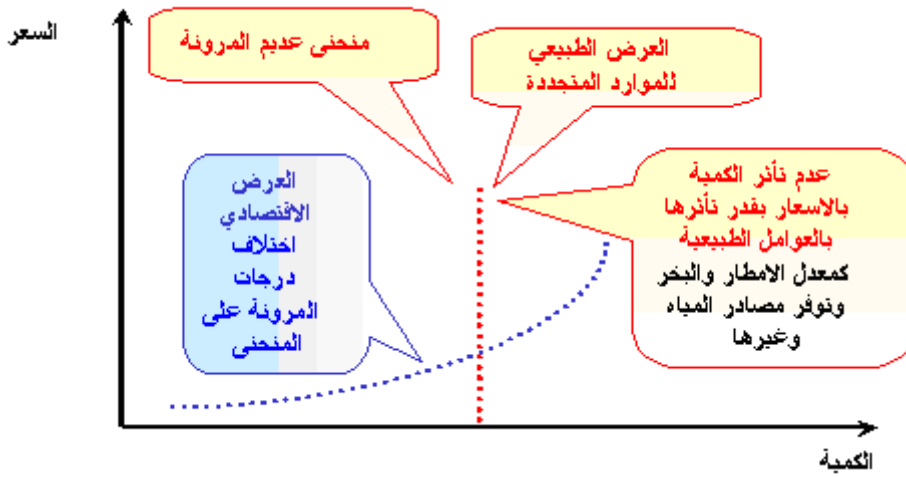 السعر
منحنى عديم المرونة
العرض الطبيعي
للموارد المتجددة
عدم تأثر الكمية
بالاسعار بقدر تأثرها
بالعوامل الطبيعية
كمعدل الامطار والبخر
وتوفر مصادر المياه
وغيرها
العرض
الاقتصادي
اختلاف
درجات
المرونة على
المنحنى
الكمية